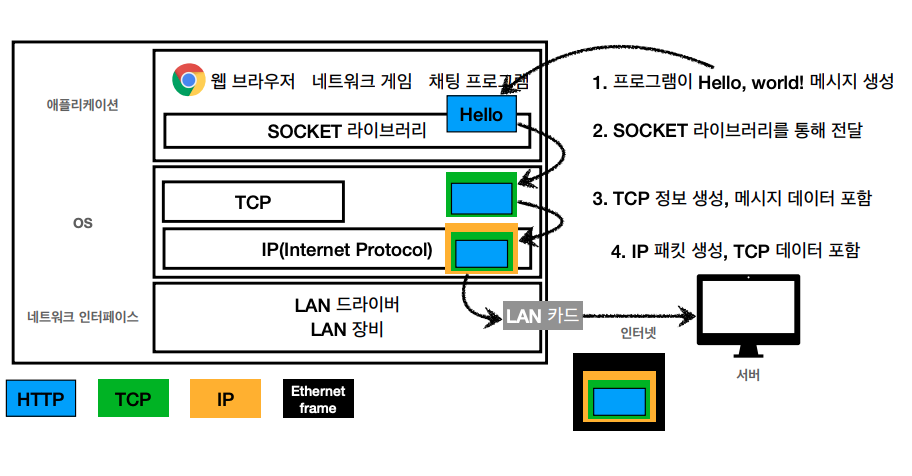 애플리케이션
웹 브라우저 네트워크 게임 채팅 프로그램
Hello
SOCKET 라이브러리
1. 프로그램이 Hello, world! 메시지 생성
2. SOCKET 라이브러리를 통해 전달
OS
TCP
3. TCP 정보 생성, 메시지 데이터 포함
IP(Internet Protocol)
4. IP 패킷 생성, TCP 데이터 포함
네트워크 인터페이스
LAN 드라이버
LAN 장비
LAN 카드
인터넷
서버
HTTP
TCP
IP
Ethernet
frame